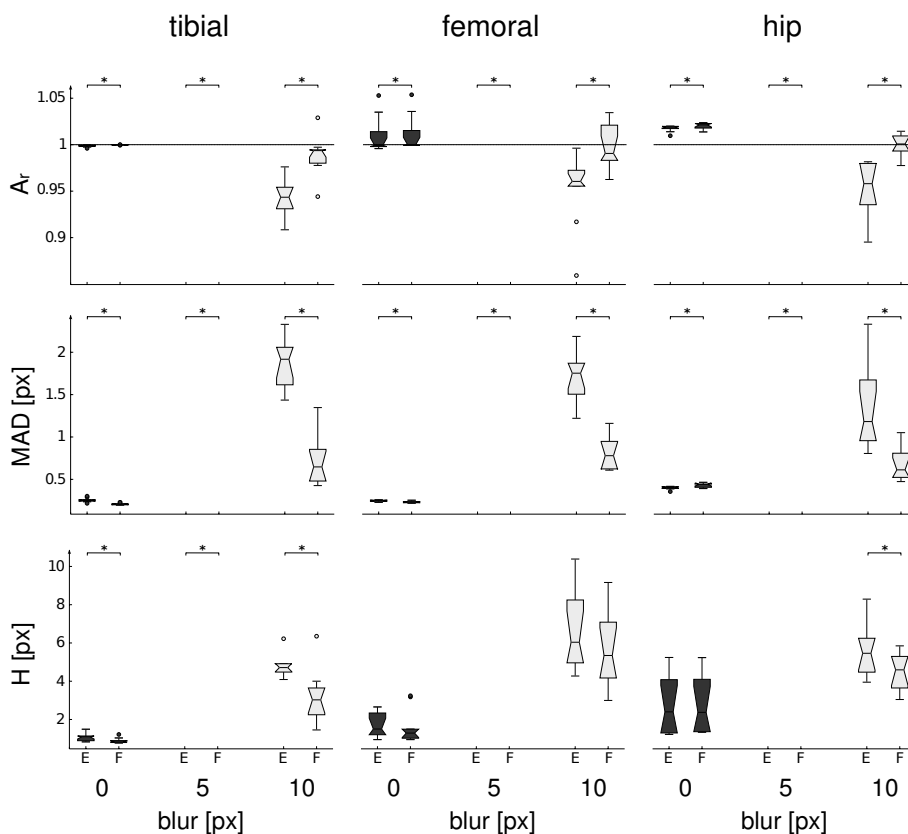 tibial femoral hip
* * * * * * * *
1.05
1
0.95
0.9
A_r
* * * * * * * * *
2
1.5
1
0.5
MAD [px]
* * * *
10
8
6
4
2
H [px]
E F E F E F E F E F E F E F E F E F
0 5 10 0 5 10 0 5 10
blur [px] blur [px] blur [px]